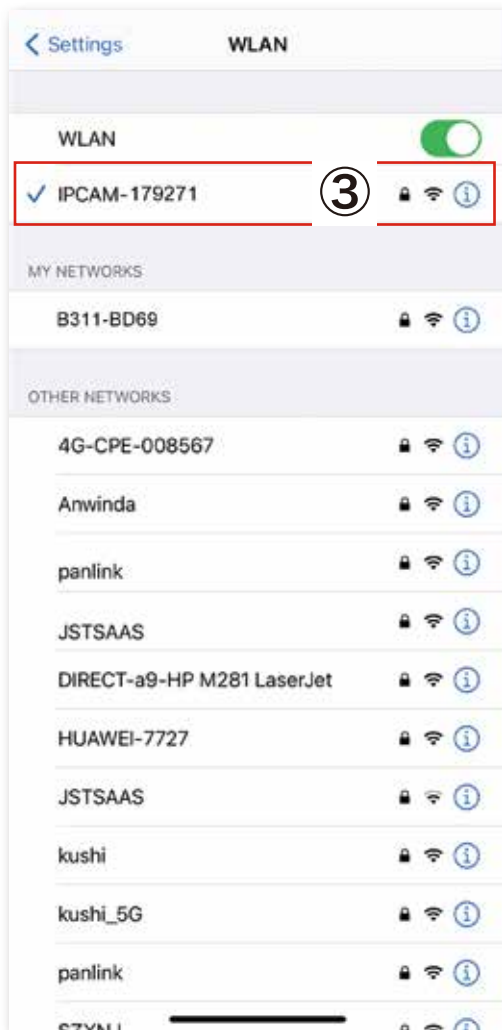 Settings WLAN
WLAN
IPCAM-179271 ③
MY NETWORKS
B311-BD69
OTHER NETWORKS
4G-CPE-008567
Anwinda
panlink
JSTSAAS
DIRECT-a9-HP M281 LaserJet
HUAWEI-7727
JSTSAAS
kushi
kushi_5G
panlink